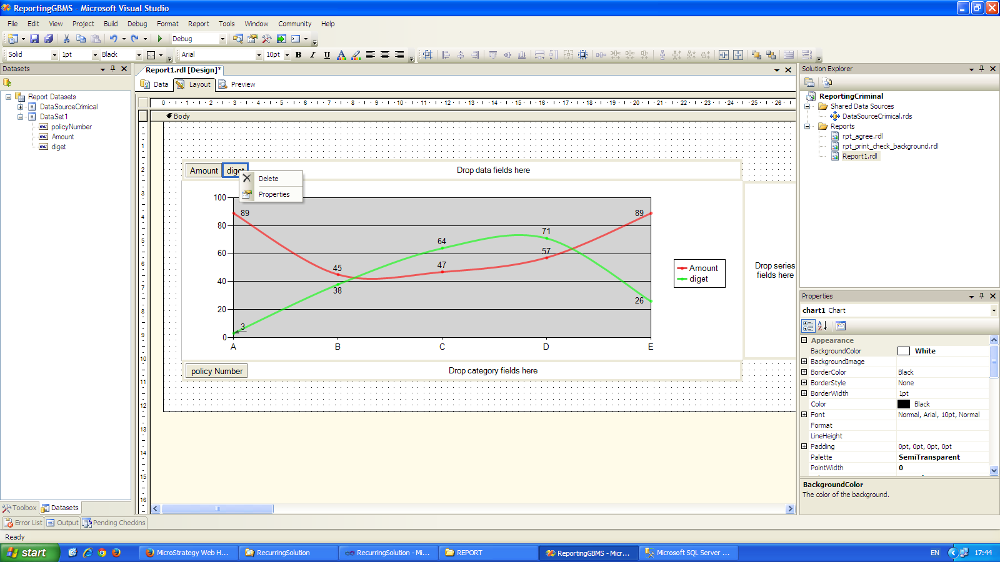 ReportingGBMS - Microsoft Visual Studio
File Edit View Project Build Debug Format Report Tools Window Community Help
Debug
Solid 1pt Black Arial 10pt B I U A
Datasets
Report Datasets
DataSourceCrimical
DataSet1
policyNumber
Amount
diget
Toolbox Datasets
Report1.rdl [Design]*
Data Layout Preview
0 1 2 3 4 5 6 7 8 9 10 11 12 13 14 15 16 17 18 19 20 21 22 23 24 25 26
1
2
3
4
5
6
7
8
9
10
11
12
13
14
15
16
Body
Amount diget Drop data fields here
Delete
Properties
100
80
60
40
20
0
89
45
38
3
64
47
71
57
89
26
A B C D E
Amount
diget
Drop series
fields here
policy Number Drop category fields here
Solution Explorer
ReportingCriminal
Shared Data Sources
DataSourceCrimical.rds
Reports
rpt_agree.rdl
rpt_print_check_background.rdl
Report1.rdl
Properties
chart1 Chart
Appearance
BackgroundColor White
BackgroundImage
BorderColor Black
BorderStyle None
BorderWidth 1pt
Color Black
Font Normal, Arial, 10pt, Normal
Format
LineHeight
Padding 0pt, 0pt, 0pt, 0pt
Palette SemiTransparent
PointWidth 0
BackgroundColor
The color of the background.
Error List Output Pending Checkins
Ready
start MicroStrategy Web H... RecurringSolution RecurringSolution - Mi... REPORT ReportingGBMS - Micr... Microsoft SQL Server ... EN 17:44